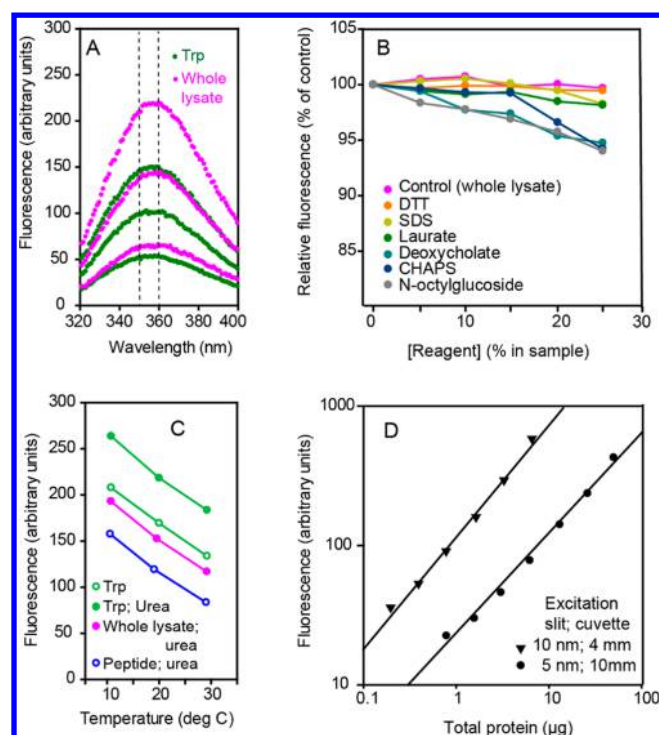 A
Trp
Whole
lysate
Fluorescence (arbitrary units)
300
250
200
150
100
50
0
320
340
360
380
400
Wavelength (nm)
B
Relative fluorescence (% of control)
105
100
95
90
85
Control (whole lysate)
DTT
SDS
Laurate
Deoxycholate
CHAPS
N-octylglucoside
0
10
20
30
[Reagent] (% in sample)
C
Fluorescence (arbitrary units)
300
250
200
150
100
50
0
Trp
Trp; Urea
Whole lysate;
urea
Peptide; urea
0
10
20
30
Temperature (deg C)
D
Fluorescence (arbitrary units)
1000
100
10
Excitation
slit; cuvette
10 nm; 4 mm
5 nm; 10mm
0.1
1
10
100
Total protein (µg)